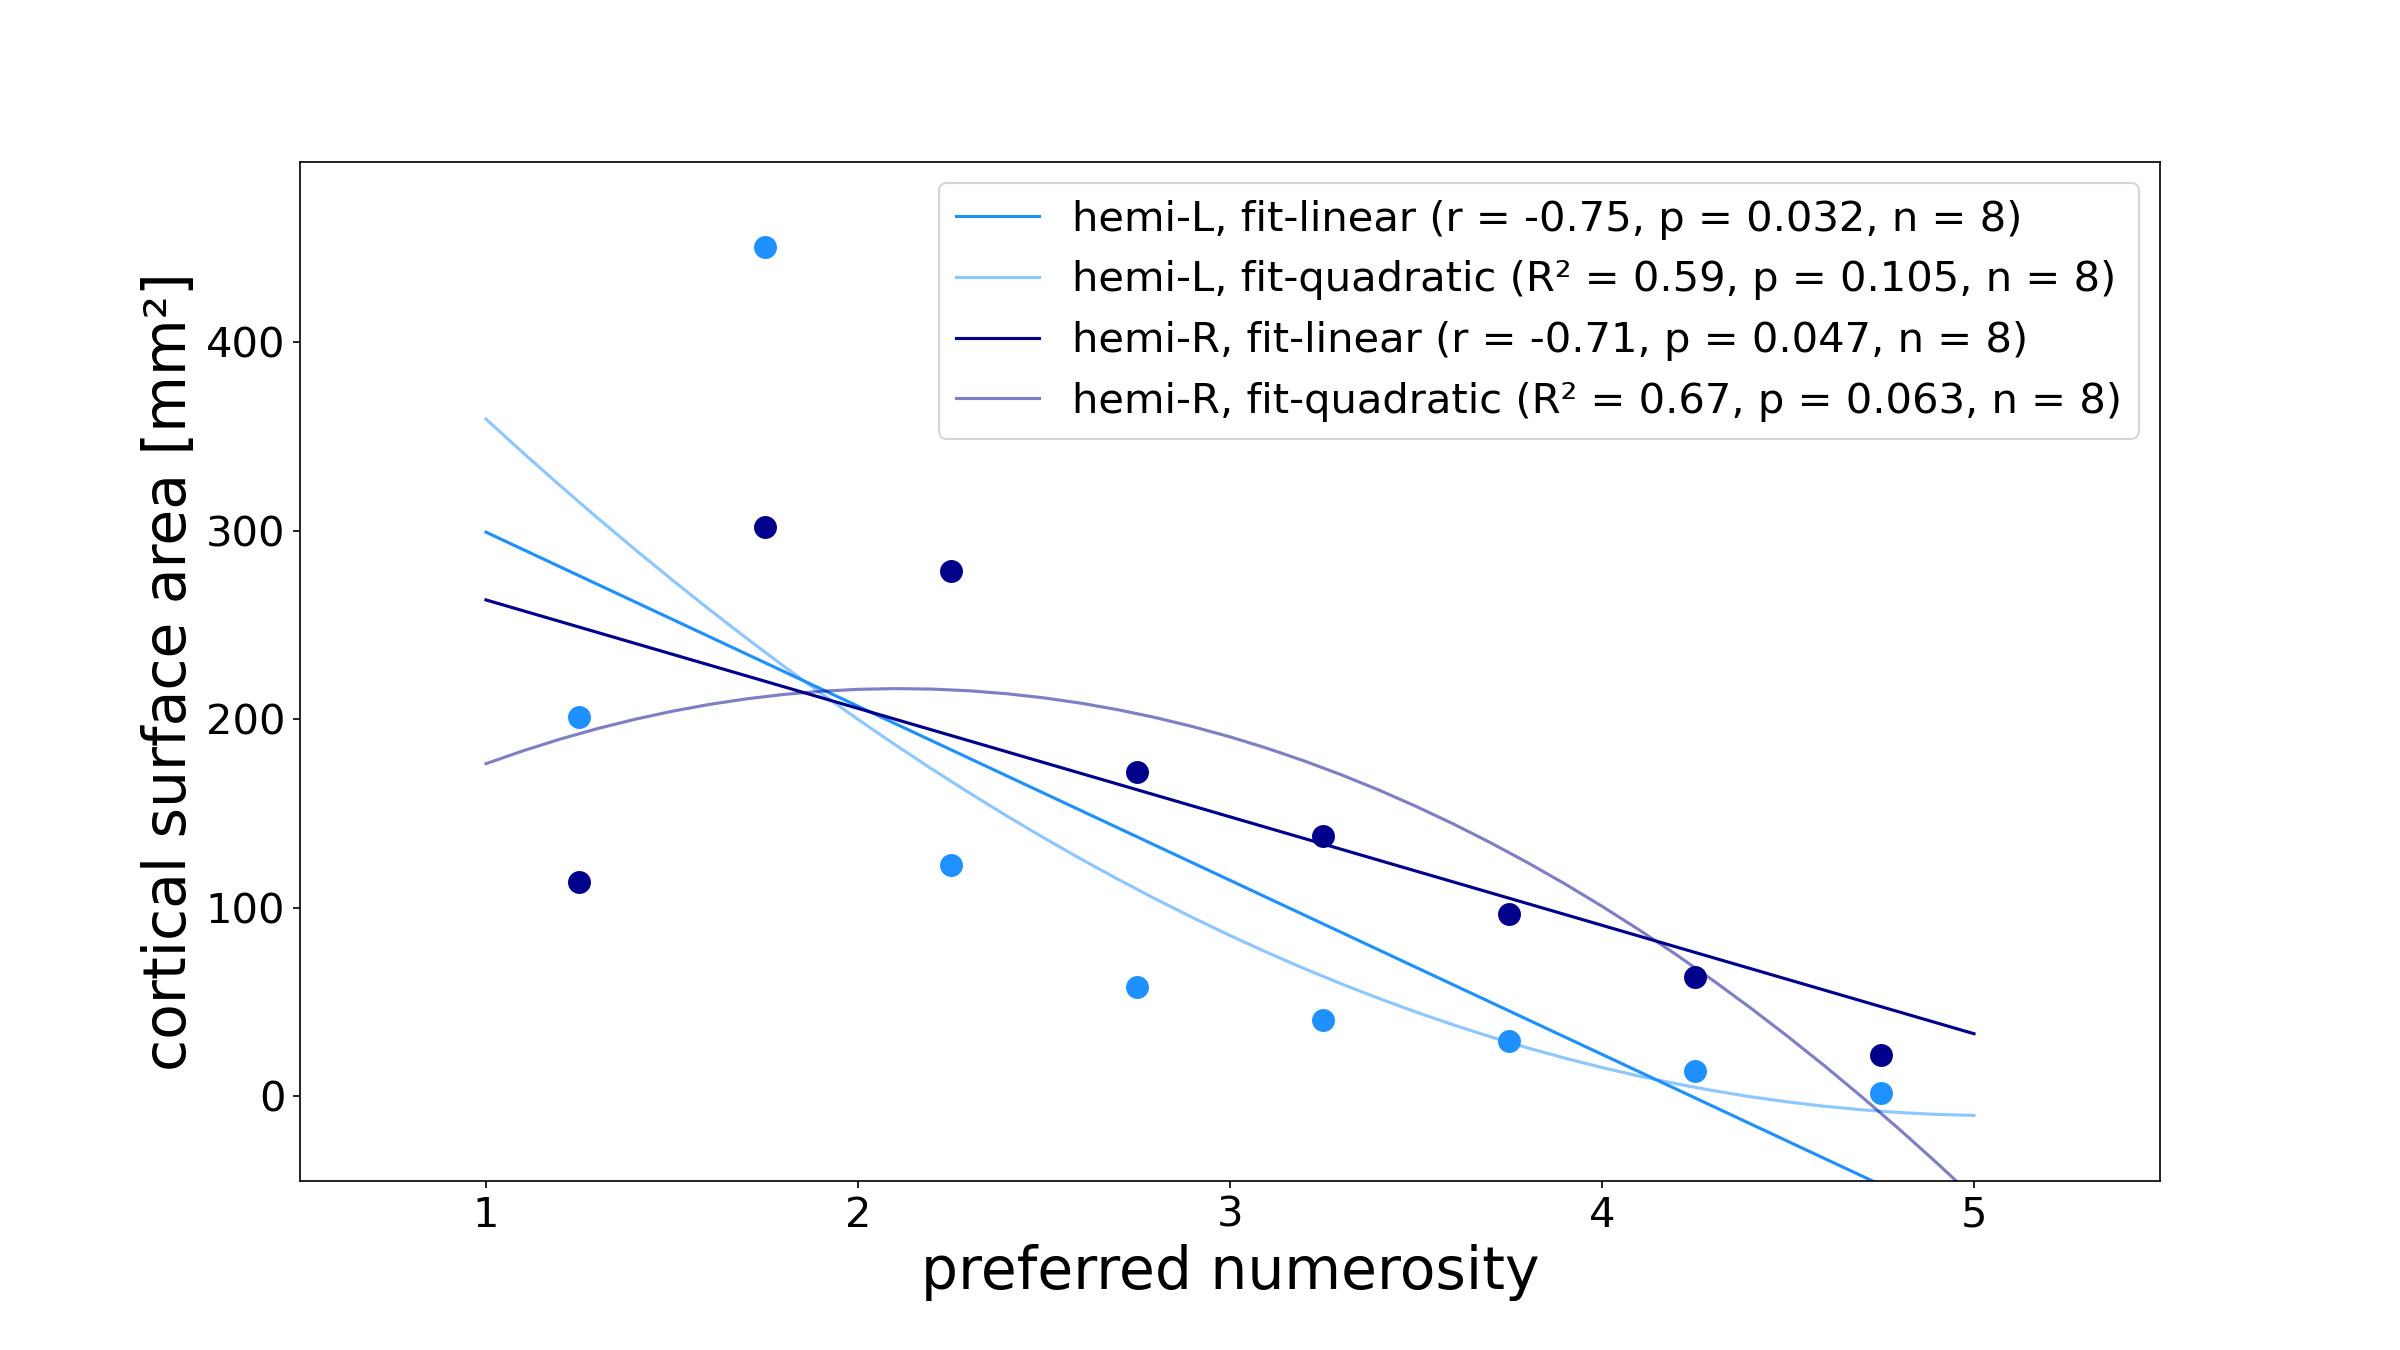 hemi-L, fit-linear (r = -0.75, p = 0.032, n = 8)
hemi-L, fit-quadratic (R² = 0.59, p = 0.105, n = 8)
hemi-R, fit-linear (r = -0.71, p = 0.047, n = 8)
hemi-R, fit-quadratic (R² = 0.67, p = 0.063, n = 8)
cortical surface area [mm²]
400
300
200
100
0
1 2 3 4 5
preferred numerosity